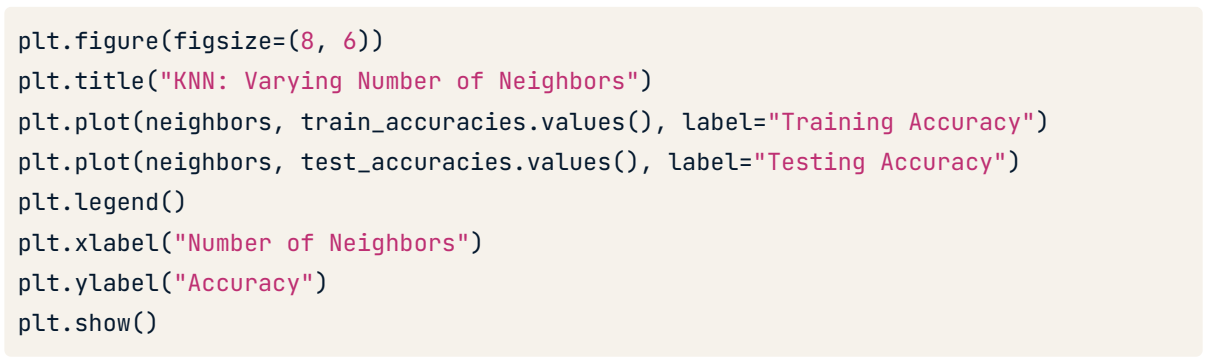 plt.figure(figsize=(8, 6))
plt.title("KNN: Varying Number of Neighbors")
plt.plot(neighbors, train_accuracies.values(), label="Training Accuracy")
plt.plot(neighbors, test_accuracies.values(), label="Testing Accuracy")
plt.legend()
plt.xlabel("Number of Neighbors")
plt.ylabel("Accuracy")
plt.show()